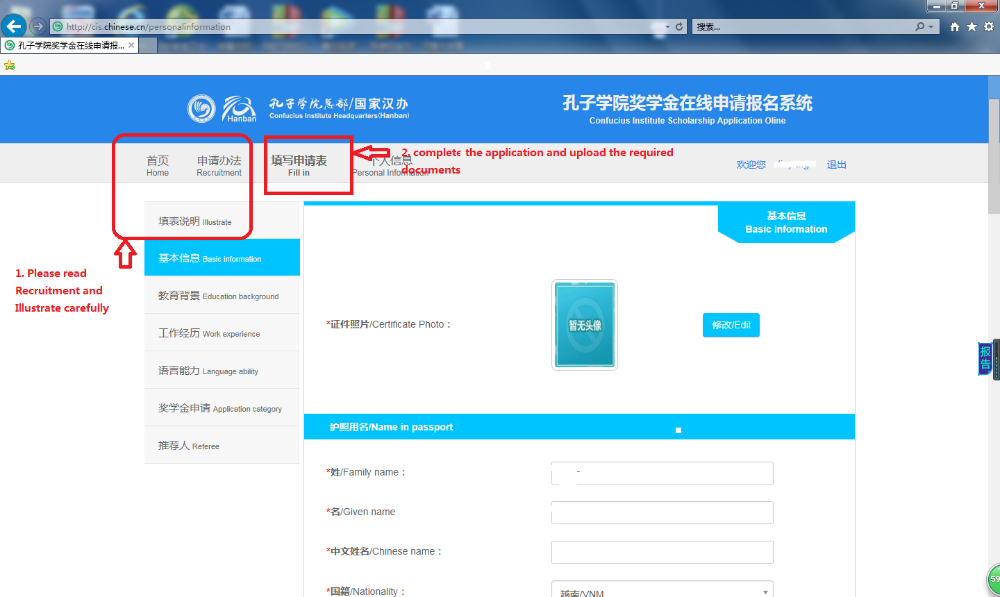 http://cis.chinese.cn/personalinformation
搜索...
孔子学院奖学金在线申请报...
孔子学院总部/国家汉办
Confucius Institute Headquarters(Hanban)
Hanban
孔子学院奖学金在线申请报名系统
Confucius Institute Scholarship Application Oline
首页
Home
申请办法
Recruitment
填写申请表
Fill in
个人信息
Personal Information
2. complete the application and upload the required
documents
欢迎您
退出
填表说明 Illustrate
基本信息 Basic information
教育背景 Education background
工作经历 Work experience
语言能力 Language ability
奖学金申请 Application category
推荐人 Referee
1. Please read
Recruitment and
Illustrate carefully
基本信息
Basic information
*证件照片/Certificate Photo：
暂无头像
修改/Edit
护照用名/Name in passport
*姓/Family name：
*名/Given name
*中文姓名/Chinese name：
*国籍/Nationality：
越南/VNM
报告
59